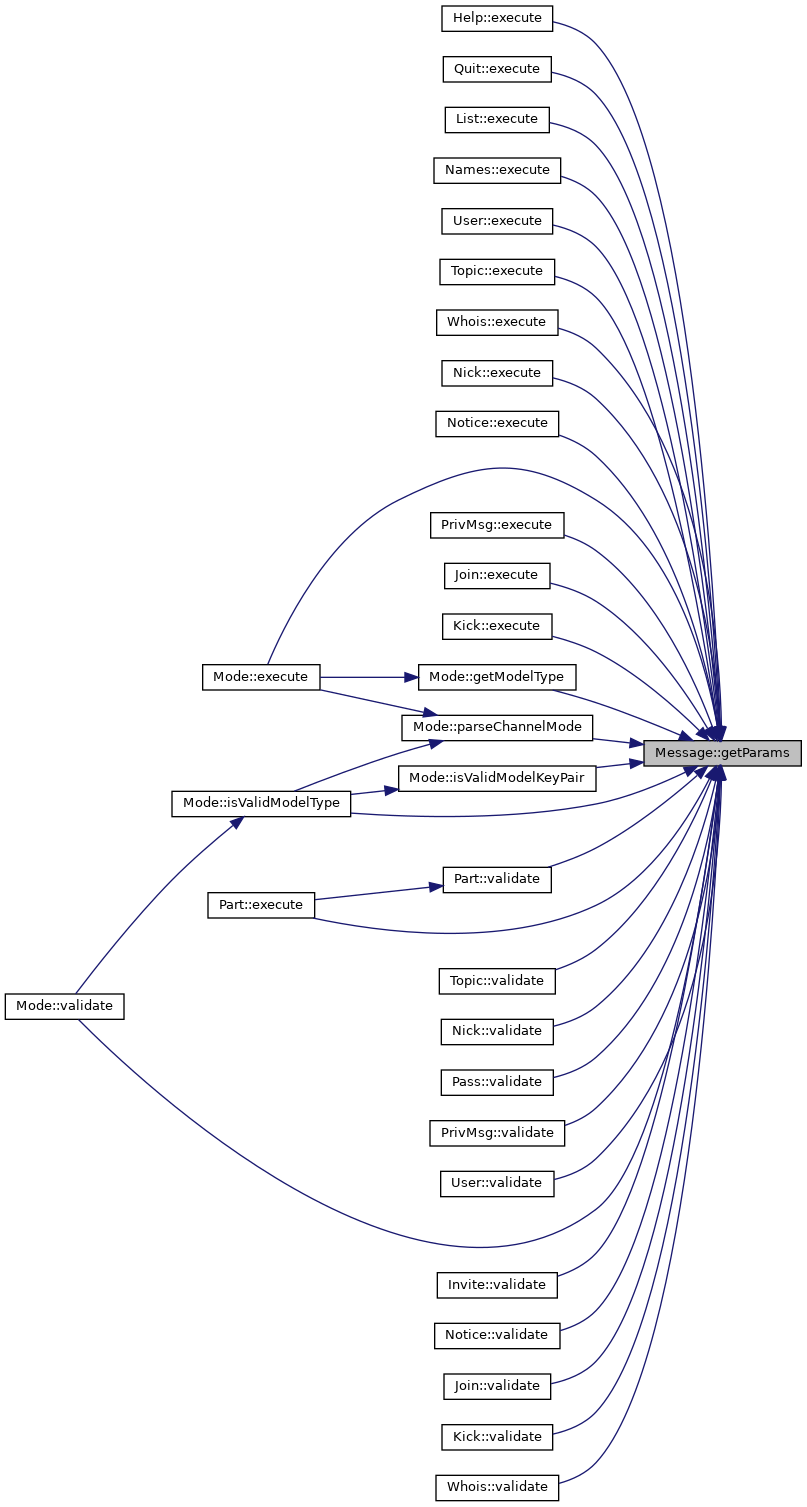 Help::execute
Quit::execute
List::execute
Names::execute
User::execute
Topic::execute
Whois::execute
Nick::execute
Notice::execute
PrivMsg::execute
Join::execute
Kick::execute
Mode::execute
Mode::getModelType
Mode::parseChannelMode
Message::getParams
Mode::isValidModelKeyPair
Mode::isValidModelType
Part::validate
Part::execute
Topic::validate
Mode::validate
Nick::validate
Pass::validate
PrivMsg::validate
User::validate
Invite::validate
Notice::validate
Join::validate
Kick::validate
Whois::validate